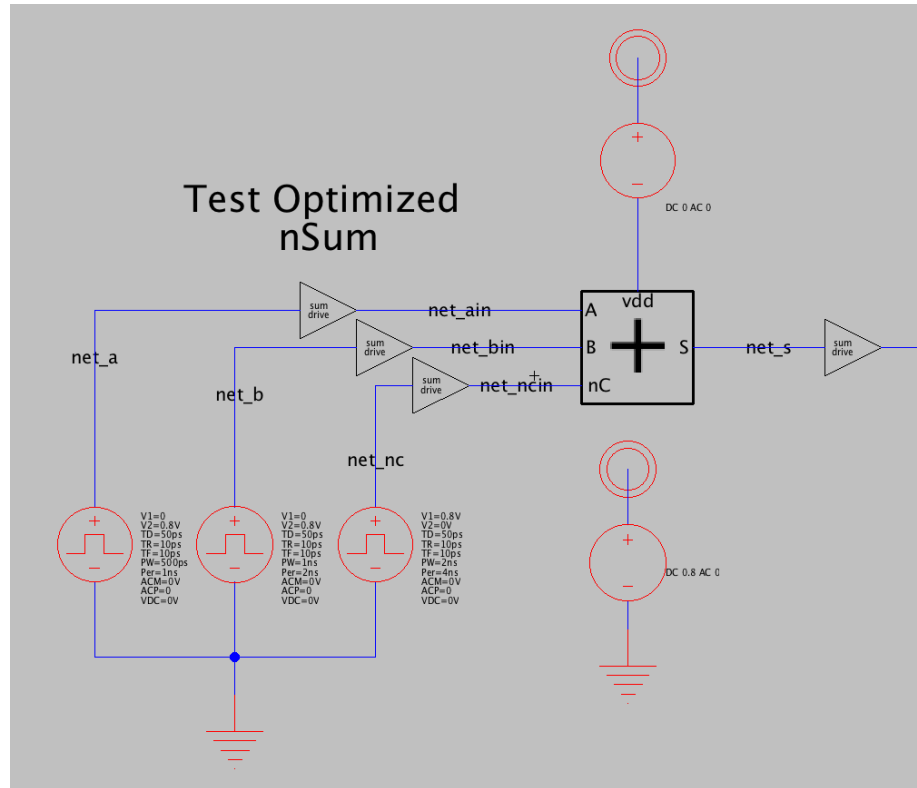 Test Optimized
nSum
DC 0 AC 0
sum
drive
net_ain
A
vdd
net_a
sum
drive
net_bin
B
S
net_s
sum
drive
net_b
sum
drive
net_ncin
nC
net_nc
V1=0
V2=0.8V
TD=50ps
TR=10ps
TF=10ps
PW=500ps
Per=1ns
ACM=0V
ACP=0
VDC=0V
V1=0
V2=0.8V
TD=50ps
TR=10ps
TF=10ps
PW=1ns
Per=2ns
ACM=0V
ACP=0
VDC=0V
V1=0.8V
V2=0V
TD=50ps
TR=10ps
TF=10ps
PW=2ns
Per=4ns
ACM=0V
ACP=0
VDC=0V
DC 0.8 AC 0